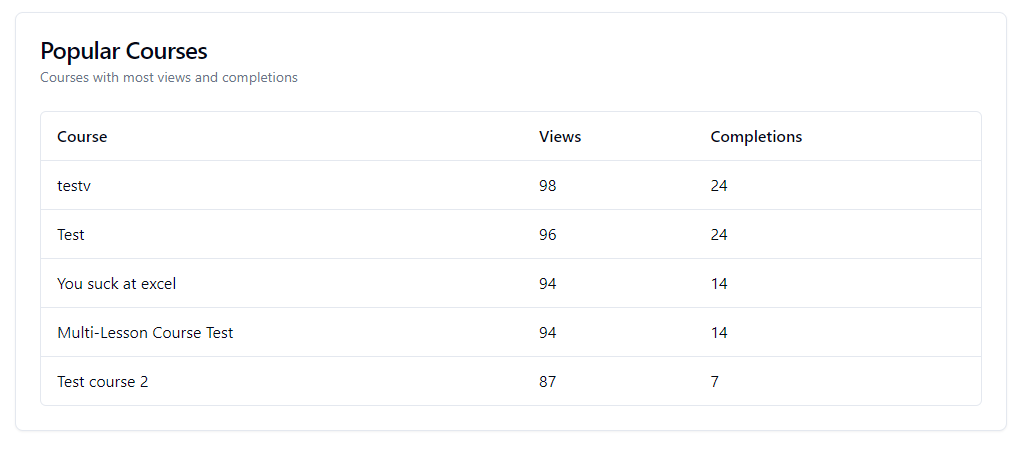 Popular Courses
Courses with most views and completions
Course Views Completions
testv 98 24
Test 96 24
You suck at excel 94 14
Multi-Lesson Course Test 94 14
Test course 2 87 7